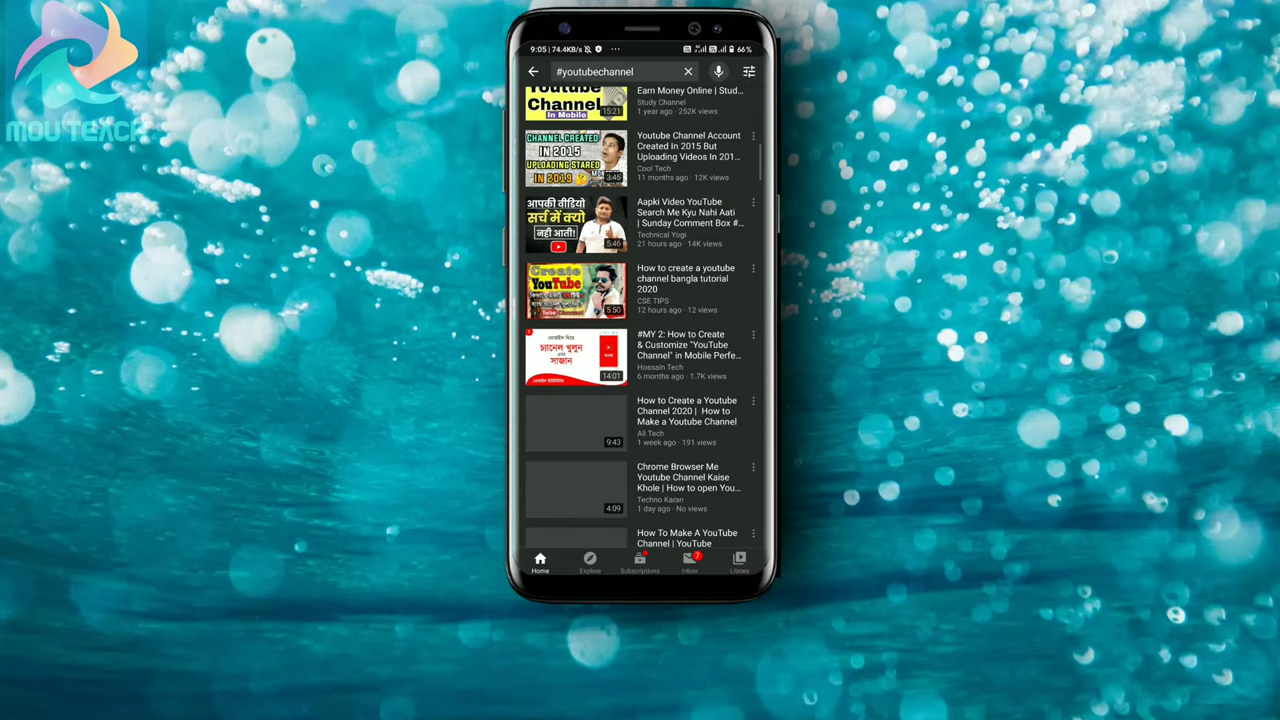 MOU TEACH
9:05 | 74.4KB/s
66%
#youtubechannel
Youtube
Channel
In Mobile
15:21
Earn Money Online | Stud...
Study Channel
1 year ago · 252K views
CHANNEL CREATED
IN 2015
UPLOADING STARED
IN 2019
3:45
Youtube Channel Account
Created In 2015 But
Uploading Videos In 201...
Cool Tech
11 months ago · 12K views
आपकी वीडियो
सर्च में क्यो
नही आती!
5:46
Aapki Video YouTube
Search Me Kyu Nahi Aati
| Sunday Comment Box #...
Technical Yogi
21 hours ago · 14K views
Create
YouTube
5:50
How to create a youtube
channel bangla tutorial
2020
CSE TIPS
12 hours ago · 12 views
মোবাইল দিয়ে
চ্যানেল খুলুন
এবং
সাজান
14:01
#MY 2: How to Create
& Customize "YouTube
Channel" in Mobile Perfe...
Hossain Tech
6 months ago · 1.7K views
9:43
How to Create a Youtube
Channel 2020 | How to
Make a Youtube Channel
Ali Tech
1 week ago · 191 views
4:09
Chrome Browser Me
Youtube Channel Kaise
Khole | How to open You...
Techno Karan
1 day ago · No views
How To Make A YouTube
Channel | YouTube
Home
Explore
Subscriptions
7
Inbox
Library